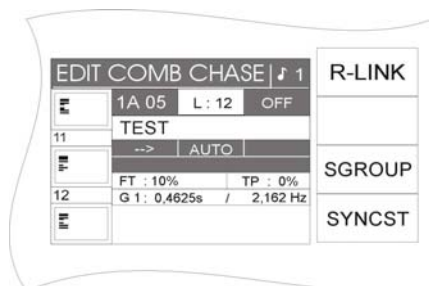 EDIT COMB CHASE ♪ 1
R-LINK
1A 05 L : 12 OFF
TEST
11
--> AUTO
SGROUP
FT : 10% TP : 0%
12
G 1 : 0,4625s / 2,162 Hz
SYNCST